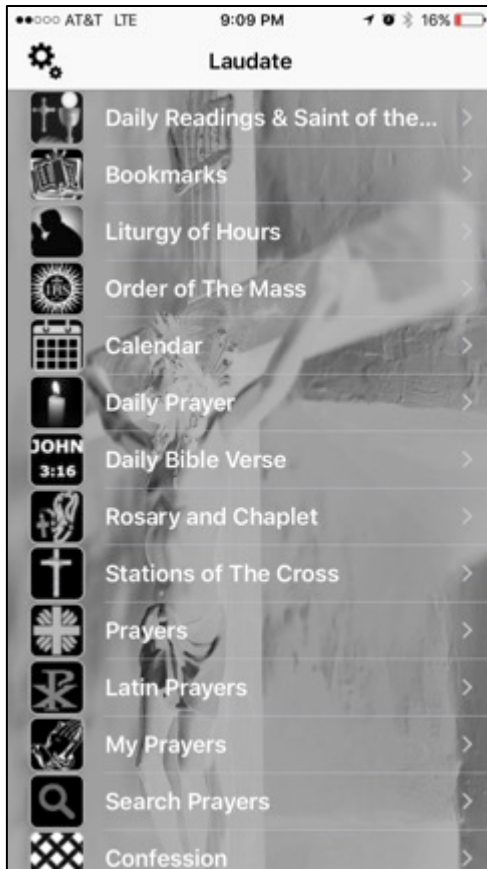 AT&T LTE 9:09 PM 16%
Laudate
Daily Readings & Saint of the...
Bookmarks
Liturgy of Hours
IHS
Order of The Mass
Calendar
Daily Prayer
JOHN
3:16
Daily Bible Verse
Rosary and Chaplet
Stations of The Cross
Prayers
Latin Prayers
My Prayers
Search Prayers
Confession